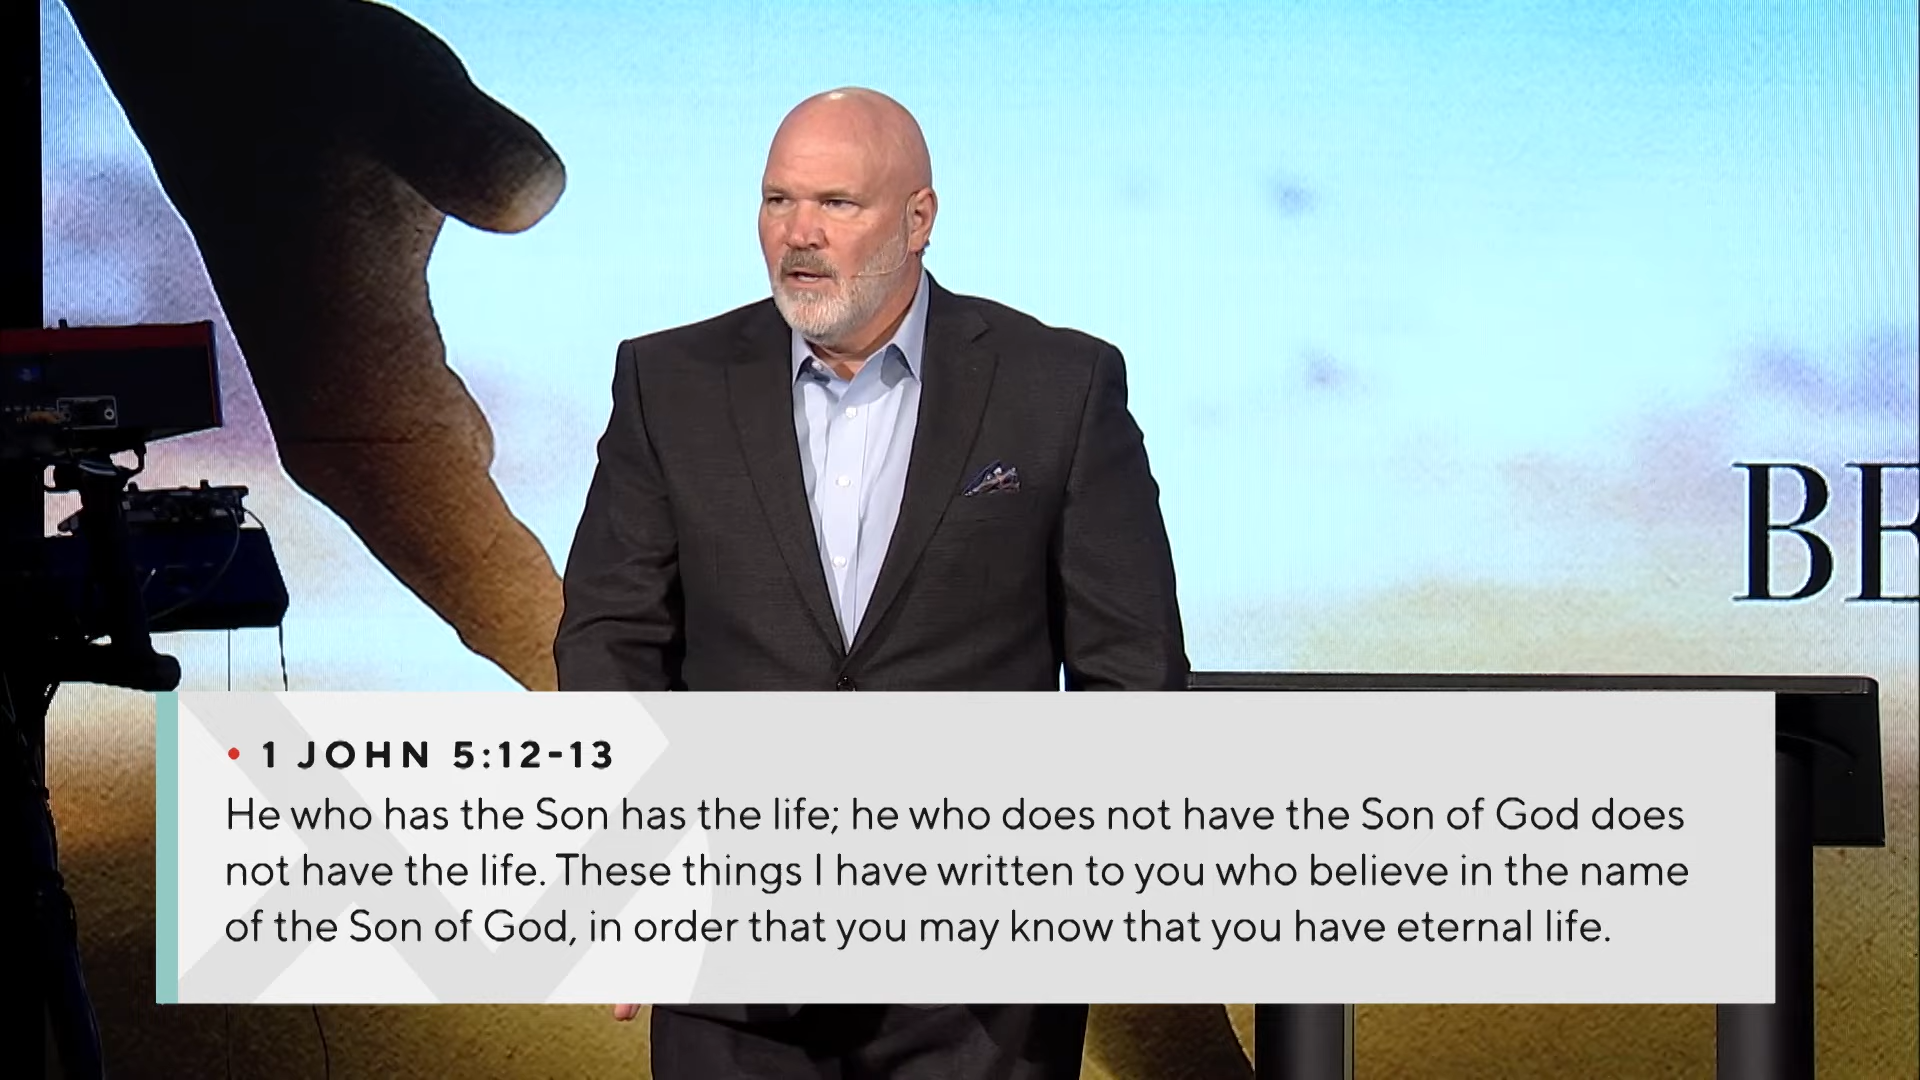 BE
• 1 JOHN 5:12-13
He who has the Son has the life; he who does not have the Son of God does
not have the life. These things I have written to you who believe in the name
of the Son of God, in order that you may know that you have eternal life.